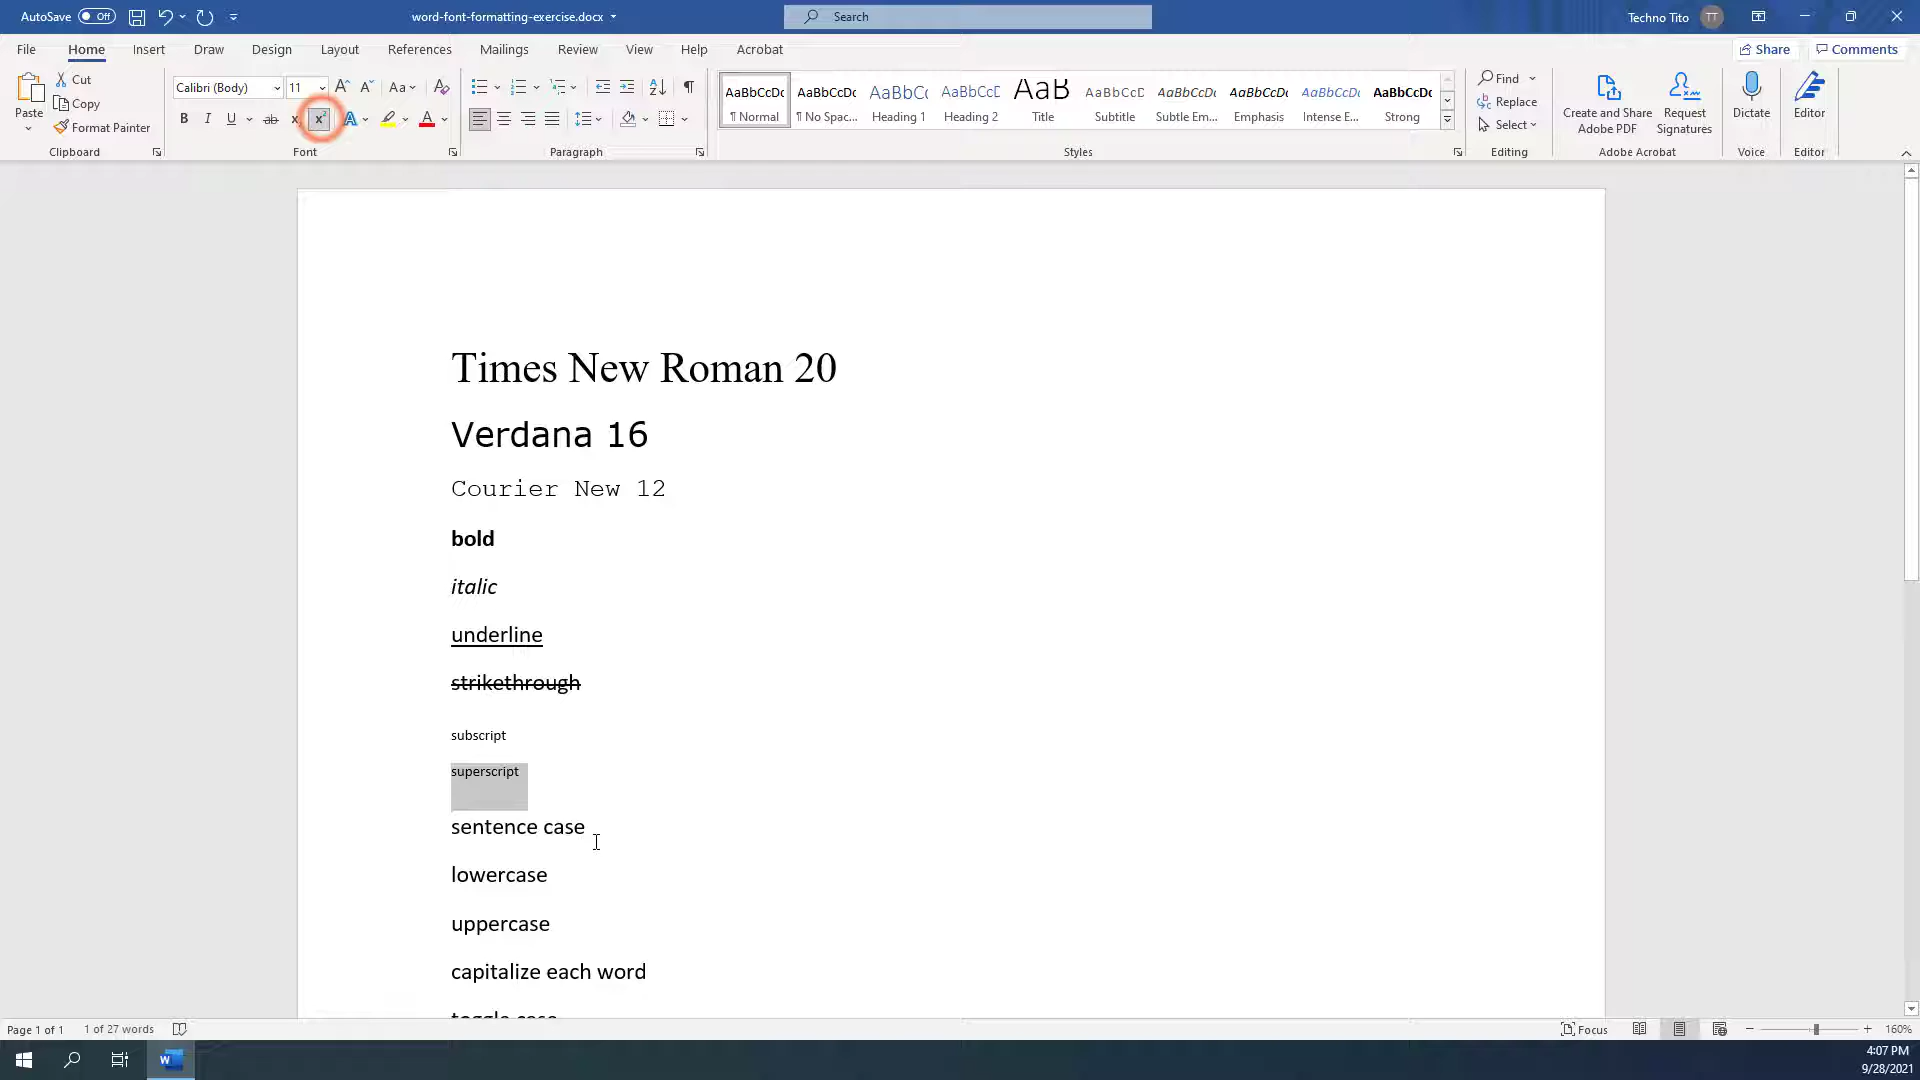 AutoSave Off word-font-formatting-exercise.docx Search Techno Tito TT
File Home Insert Draw Design Layout References Mailings Review View Help Acrobat Share Comments
Paste Cut Copy Format Painter Clipboard
Calibri (Body) 11 Aa Font
Paragraph
AaBbCcDc AaBbCcDc AaBbCc AaBbCcD AaB AaBbCcD AaBbCcDc AaBbCcDc AaBbCcDc AaBbCcDc
¶ Normal ¶ No Spac... Heading 1 Heading 2 Title Subtitle Subtle Em... Emphasis Intense E... Strong
Styles
Find
Replace
Select
Editing
Create and Share Adobe PDF
Request Signatures
Adobe Acrobat
Dictate
Voice
Editor
Editor
Times New Roman 20
Verdana 16
Courier New 12
bold
italic
underline
strikethrough
subscript
superscript
sentence case
lowercase
uppercase
capitalize each word
toggle case
Page 1 of 1 1 of 27 words Focus 160%
4:07 PM
9/28/2021